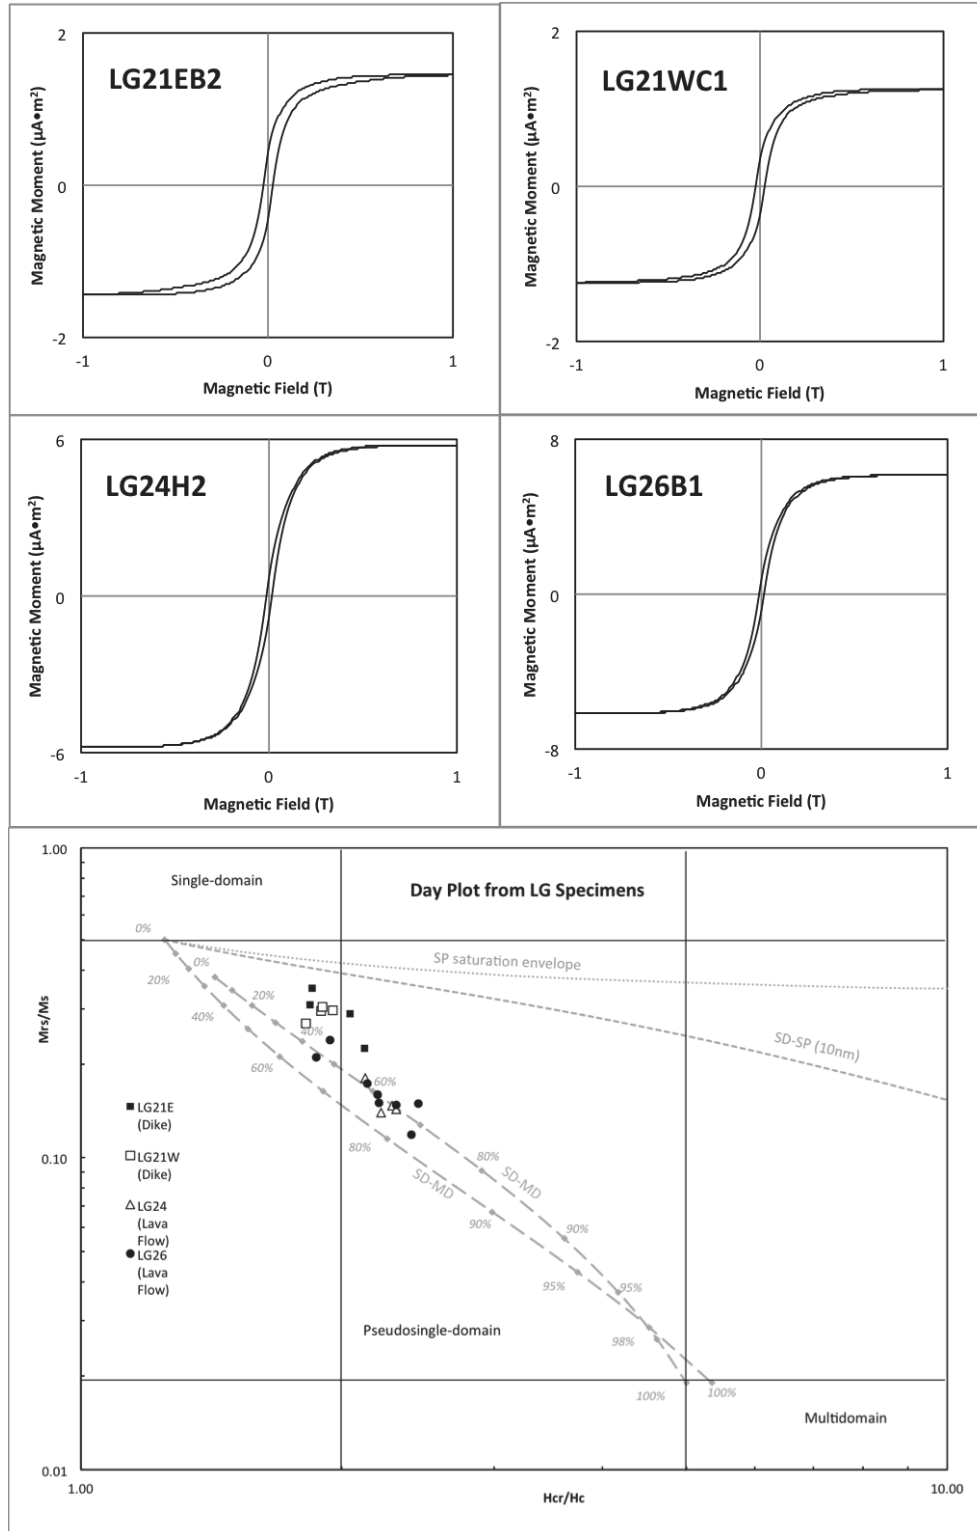 LG21EB2
2
0
-2
-1
0
1
Magnetic Moment (µA•m²)
Magnetic Field (T)
LG21WC1
2
0
-2
-1
0
1
Magnetic Moment (µA•m²)
Magnetic Field (T)
LG24H2
6
0
-6
-1
0
1
Magnetic Moment (µA•m²)
Magnetic Field (T)
LG26B1
8
0
-8
-1
0
1
Magnetic Moment (µA•m²)
Magnetic Field (T)
Day Plot from LG Specimens
1.00
0.10
0.01
Mrs/Ms
Single-domain
0%
0%
SP saturation envelope
20%
20%
40%
40%
SD-SP (10nm)
60%
60%
LG21E
(Dike)
80%
80%
LG21W
(Dike)
SD-MD
SD-MD
LG24
(Lava
Flow)
90%
90%
LG26
(Lava
Flow)
95%
95%
Pseudosingle-domain
98%
100%
100%
Multidomain
1.00
10.00
Hcr/Hc